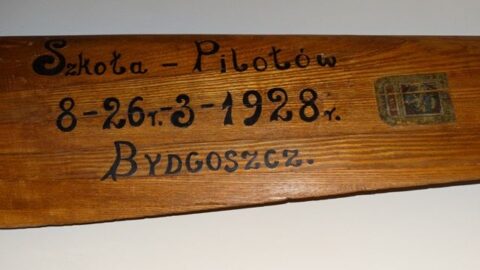 Szkoła - Pilotów
8-26r.-3-1928r.
Bydgoszcz.